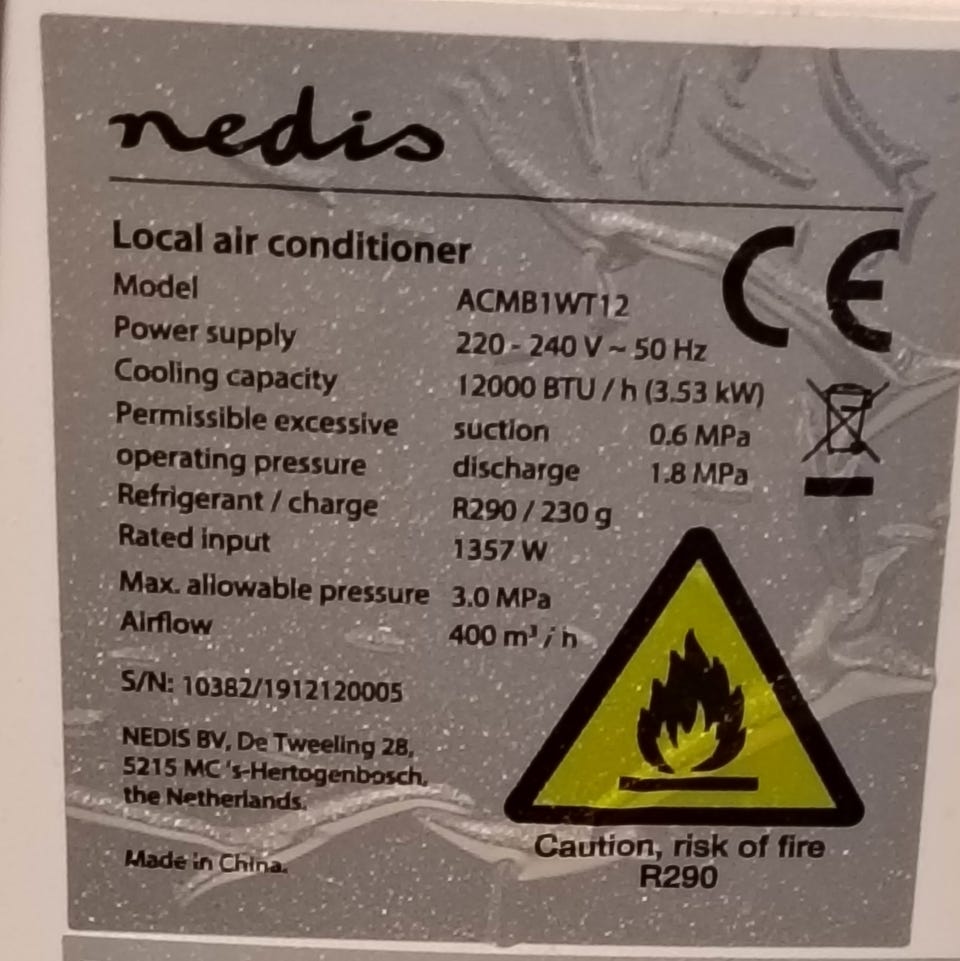 nedis
Local air conditioner
Model ACMB1WT12
Power supply 220 - 240 V ~ 50 Hz
Cooling capacity 12000 BTU / h (3.53 kW)
Permissible excessive suction 0.6 MPa
operating pressure discharge 1.8 MPa
Refrigerant / charge R290 / 230 g
Rated input 1357 W
Max. allowable pressure 3.0 MPa
Airflow 400 m³ / h
S/N: 10382/1912120005
NEDIS BV, De Tweeling 28,
5215 MC 's-Hertogenbosch,
the Netherlands.
Made in China.
CE
Caution, risk of fire
R290